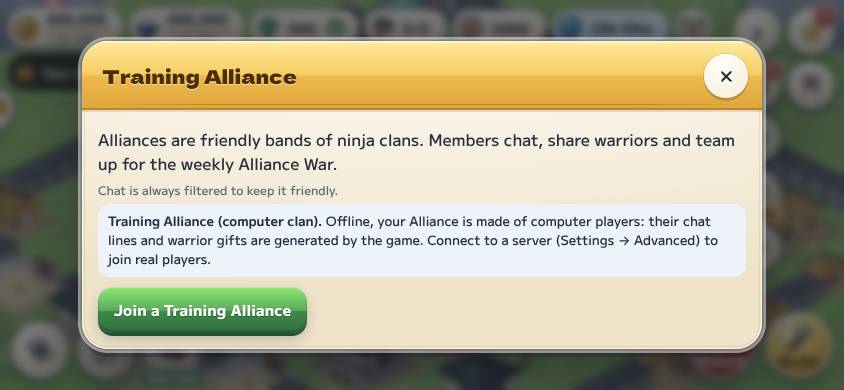 Training Alliance
Alliances are friendly bands of ninja clans. Members chat, share warriors and team
up for the weekly Alliance War.
Chat is always filtered to keep it friendly.
Training Alliance (computer clan). Offline, your Alliance is made of computer players: their chat
lines and warrior gifts are generated by the game. Connect to a server (Settings → Advanced) to
join real players.
Join a Training Alliance